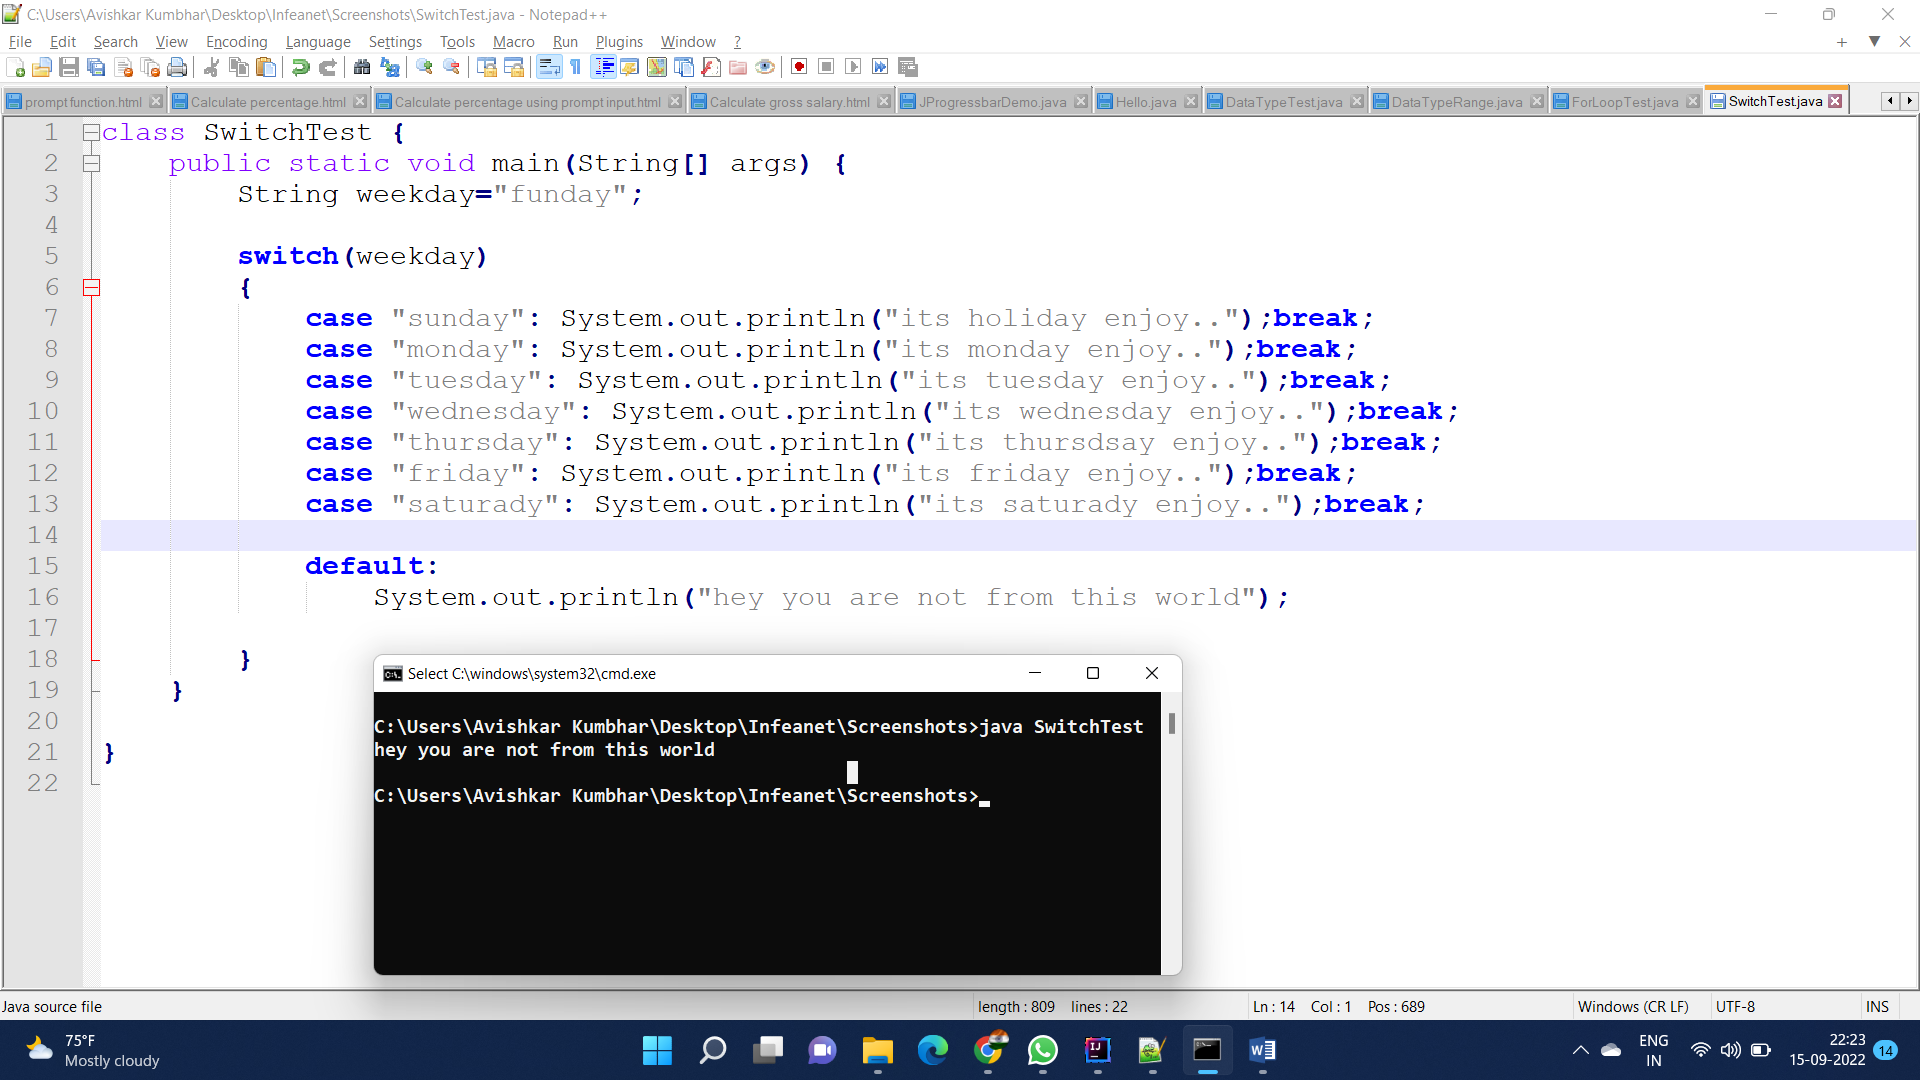 C:\Users\Avishkar Kumbhar\Desktop\Infeanet\Screenshots\SwitchTest.java - Notepad++
File Edit Search View Encoding Language Settings Tools Macro Run Plugins Window ?
prompt function.html Calculate percentage.html Calculate percentage using prompt input.html Calculate gross salary.html JProgressbarDemo.java Hello.java DataTypeTest.java DataTypeRange.java ForLoopTest.java SwitchTest.java
1 class SwitchTest {
2 public static void main(String[] args) {
3 String weekday="funday";
4
5 switch(weekday)
6 {
7 case "sunday": System.out.println("its holiday enjoy..");break;
8 case "monday": System.out.println("its monday enjoy..");break;
9 case "tuesday": System.out.println("its tuesday enjoy..");break;
10 case "wednesday": System.out.println("its wednesday enjoy..");break;
11 case "thursday": System.out.println("its thursdsay enjoy..");break;
12 case "friday": System.out.println("its friday enjoy..");break;
13 case "saturady": System.out.println("its saturady enjoy..");break;
14
15 default:
16 System.out.println("hey you are not from this world");
17
18 }
19 }
20
21 }
22
Select C:\windows\system32\cmd.exe
C:\Users\Avishkar Kumbhar\Desktop\Infeanet\Screenshots>java SwitchTest
hey you are not from this world
C:\Users\Avishkar Kumbhar\Desktop\Infeanet\Screenshots>
Java source file length : 809 lines : 22 Ln : 14 Col : 1 Pos : 689 Windows (CR LF) UTF-8 INS
75°F
Mostly cloudy
ENG
IN
22:23
15-09-2022
14